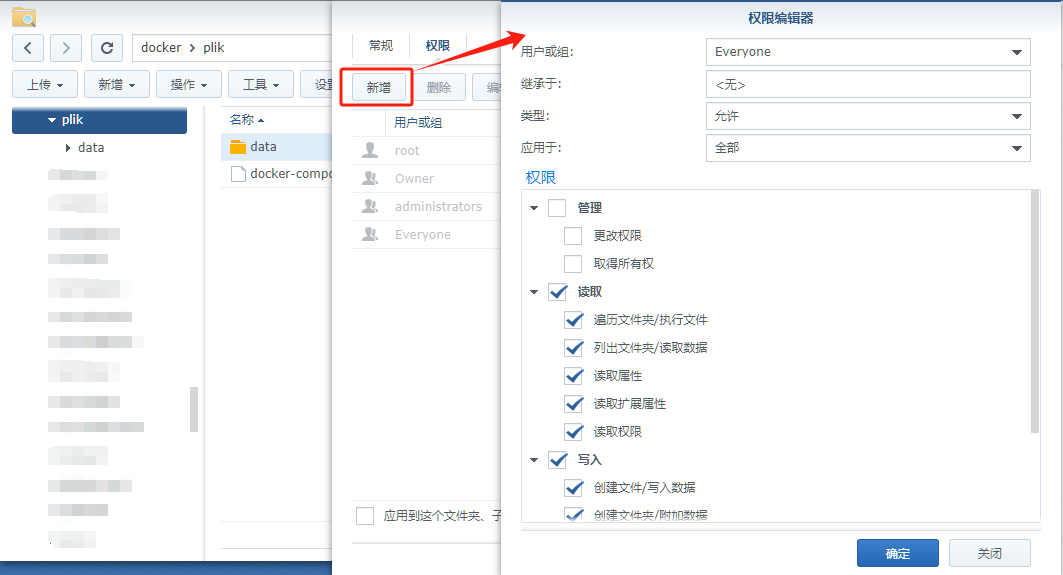 docker > plik
上传
新增
操作
工具
设
plik
data
名称
data
docker-compo
常规
权限
新增
删除
编
用户或组
root
Owner
administrators
Everyone
应用到这个文件夹、子
权限编辑器
用户或组: Everyone
继承于: <无>
类型: 允许
应用于: 全部
权限
管理
更改权限
取得所有权
读取
遍历文件夹/执行文件
列出文件夹/读取数据
读取属性
读取扩展属性
读取权限
写入
创建文件/写入数据
创建文件夹/附加数据
确定
关闭